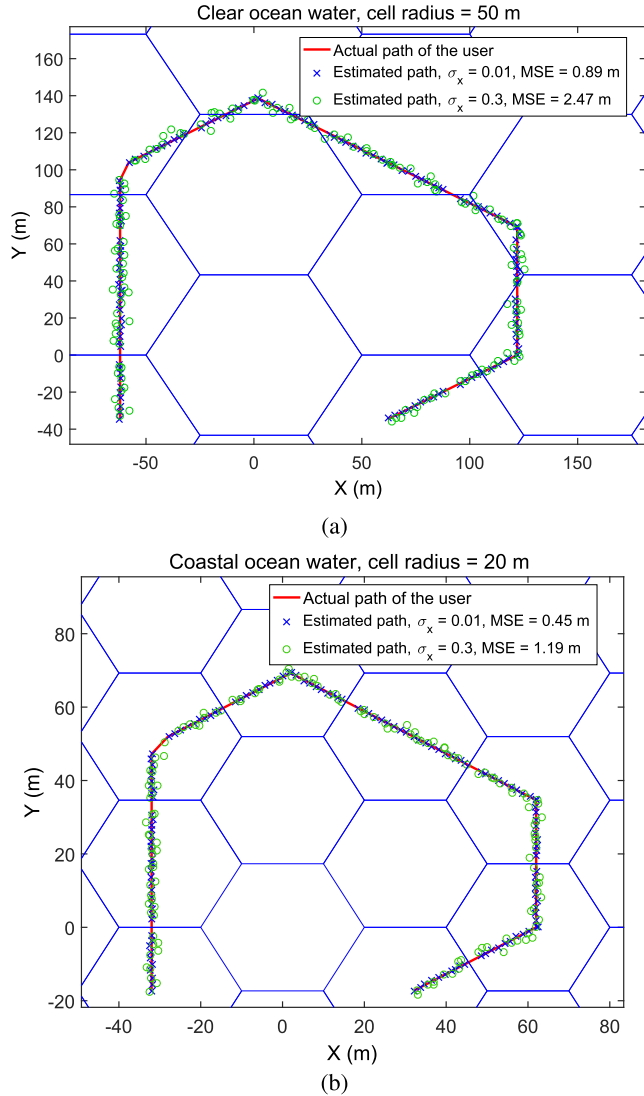 Clear ocean water, cell radius = 50 m
Actual path of the user
Estimated path, σx = 0.01, MSE = 0.89 m
Estimated path, σx = 0.3, MSE = 2.47 m
160
140
120
100
80
60
40
20
0
-20
-40
Y (m)
-50 0 50 100 150
X (m)
(a)
Coastal ocean water, cell radius = 20 m
Actual path of the user
Estimated path, σx = 0.01, MSE = 0.45 m
Estimated path, σx = 0.3, MSE = 1.19 m
80
60
40
20
0
-20
Y (m)
-40 -20 0 20 40 60 80
X (m)
(b)